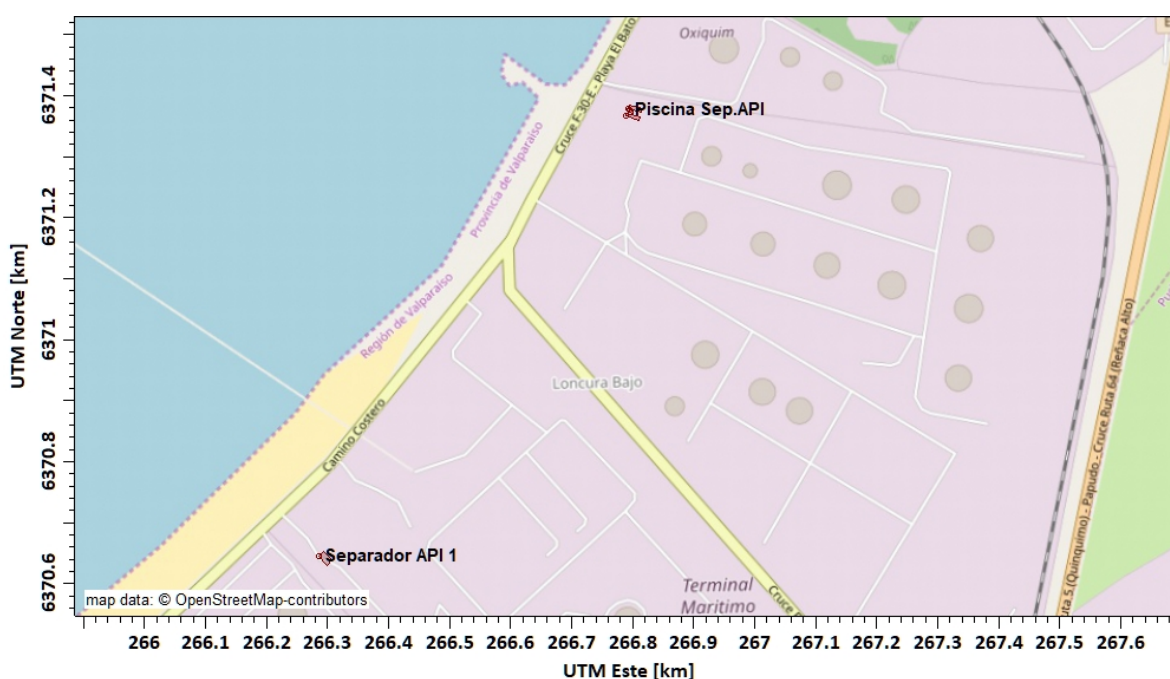 UTM Norte [km]
6371.4
6371.2
6371
6370.8
6370.6
Oxiquim
Piscina Sep.API
Cruce F-30-E - Playa El Bato
Provincia de Valparaíso
Región de Valparaíso
Camino Costero
Loncura Bajo
Separador API 1
Terminal
Maritimo
Cruce
uta 5 (Quinquimo) - Papudo - Cruce Ruta 64 (Reñaca Alto)
map data: © OpenStreetMap-contributors
266 266.1 266.2 266.3 266.4 266.5 266.6 266.7 266.8 266.9 267 267.1 267.2 267.3 267.4 267.5 267.6
UTM Este [km]